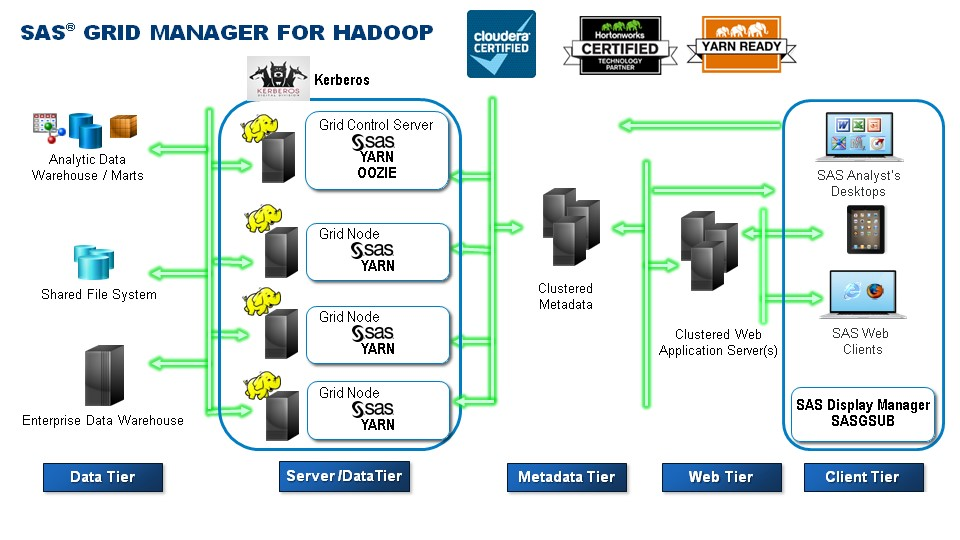 SAS® GRID MANAGER FOR HADOOP
cloudera
CERTIFIED
Hortonworks
CERTIFIED
TECHNOLOGY
PARTNER
YARN READY
KERBEROS
Kerberos
Analytic Data
Warehouse / Marts
Shared File System
Enterprise Data Warehouse
Grid Control Server
sas
YARN
OOZIE
Grid Node
sas
YARN
Grid Node
sas
YARN
Grid Node
sas
YARN
Clustered
Metadata
Clustered Web
Application Server(s)
SAS Analyst's
Desktops
SAS Web
Clients
SAS Display Manager
SASGSUB
Data Tier
Server /DataTier
Metadata Tier
Web Tier
Client Tier